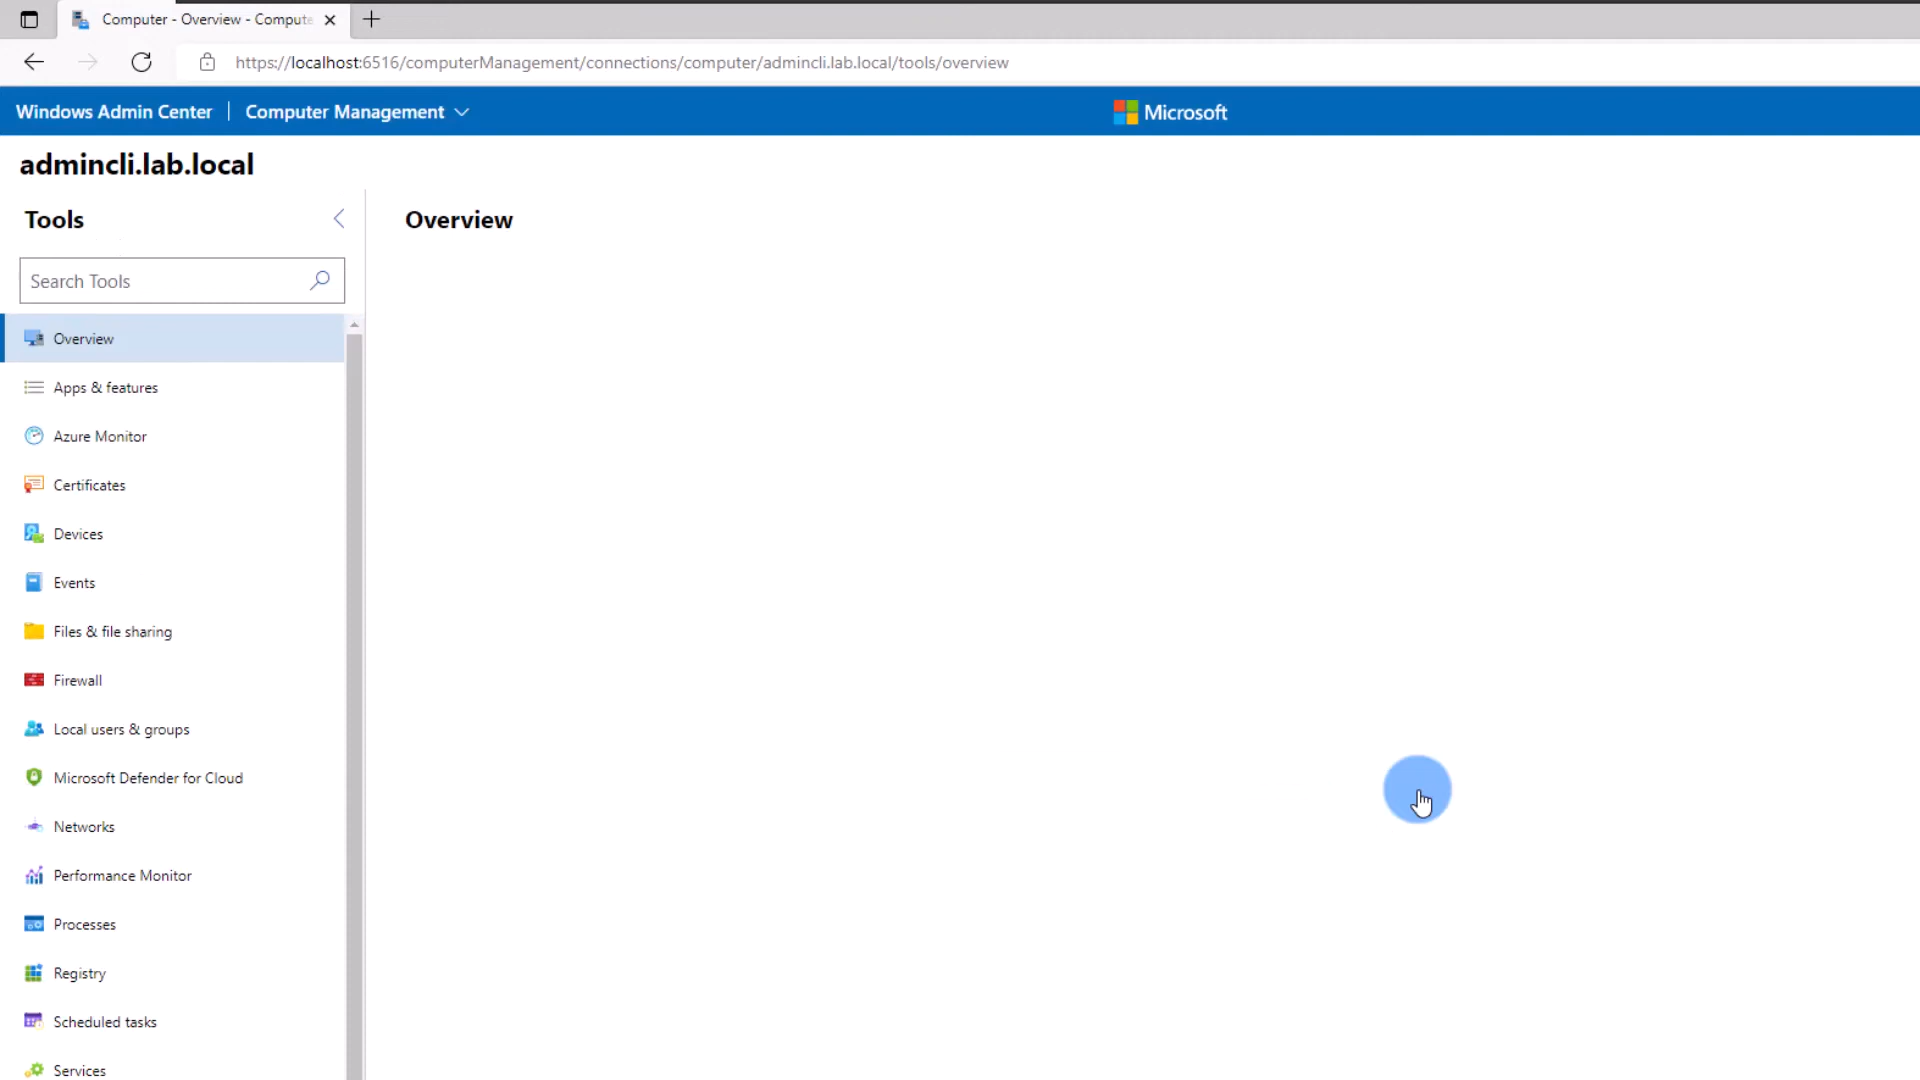 Computer - Overview - Compute
https://localhost:6516/computerManagement/connections/computer/admincli.lab.local/tools/overview
Windows Admin Center | Computer Management
Microsoft
admincli.lab.local
Tools
Overview
Search Tools
Overview
Apps & features
Azure Monitor
Certificates
Devices
Events
Files & file sharing
Firewall
Local users & groups
Microsoft Defender for Cloud
Networks
Performance Monitor
Processes
Registry
Scheduled tasks
Services